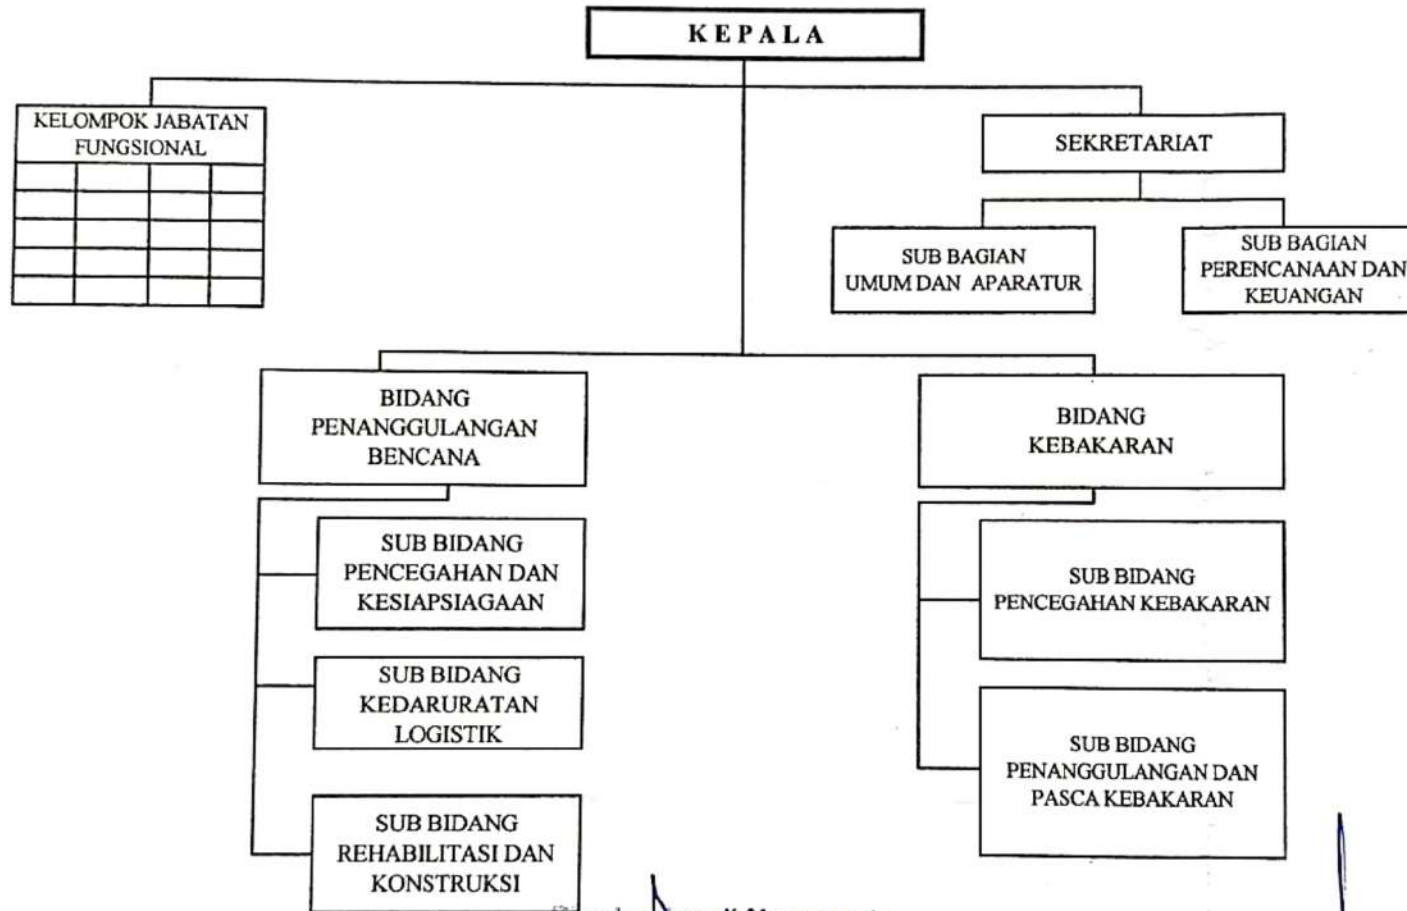 KEPALA
KELOMPOK JABATAN
FUNGSIONAL
SEKRETARIAT
SUB BAGIAN
UMUM DAN APARATUR
SUB BAGIAN
PERENCANAAN DAN
KEUANGAN
BIDANG
PENANGGULANGAN
BENCANA
BIDANG
KEBAKARAN
SUB BIDANG
PENCEGAHAN DAN
KESIAPSIAGAAN
SUB BIDANG
KEDARURATAN
LOGISTIK
SUB BIDANG
REHABILITASI DAN
KONSTRUKSI
SUB BIDANG
PENCEGAHAN KEBAKARAN
SUB BIDANG
PENANGGULANGAN DAN
PASCA KEBAKARAN